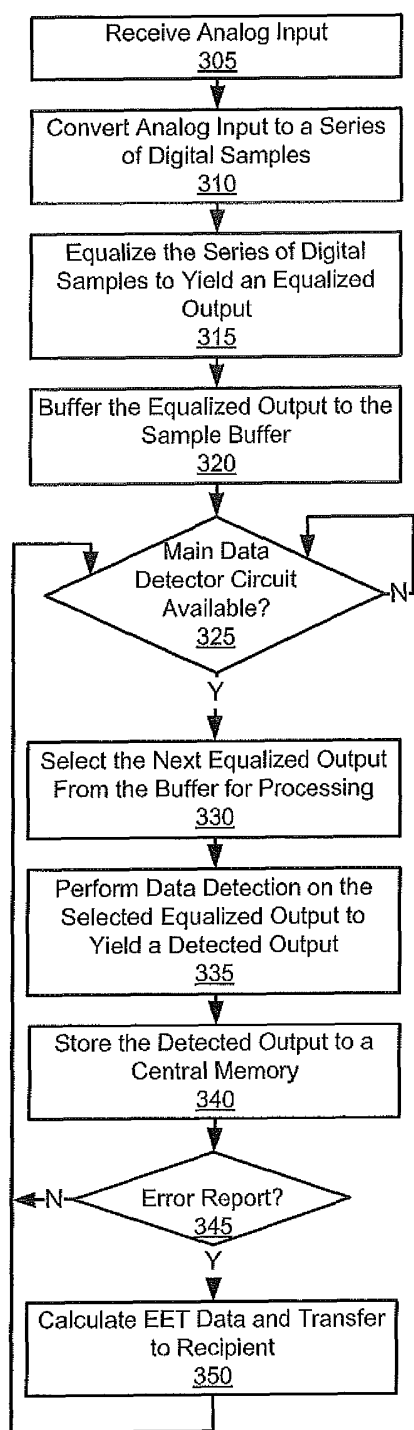 Receive Analog Input
305
Convert Analog Input to a Series
of Digital Samples
310
Equalize the Series of Digital
Samples to Yield an Equalized
Output
315
Buffer the Equalized Output to the
Sample Buffer
320
Main Data
Detector Circuit
Available?
325
N
Y
Select the Next Equalized Output
From the Buffer for Processing
330
Perform Data Detection on the
Selected Equalized Output to
Yield a Detected Output
335
Store the Detected Output to a
Central Memory
340
N
Error Report?
345
Y
Calculate EET Data and Transfer
to Recipient
350